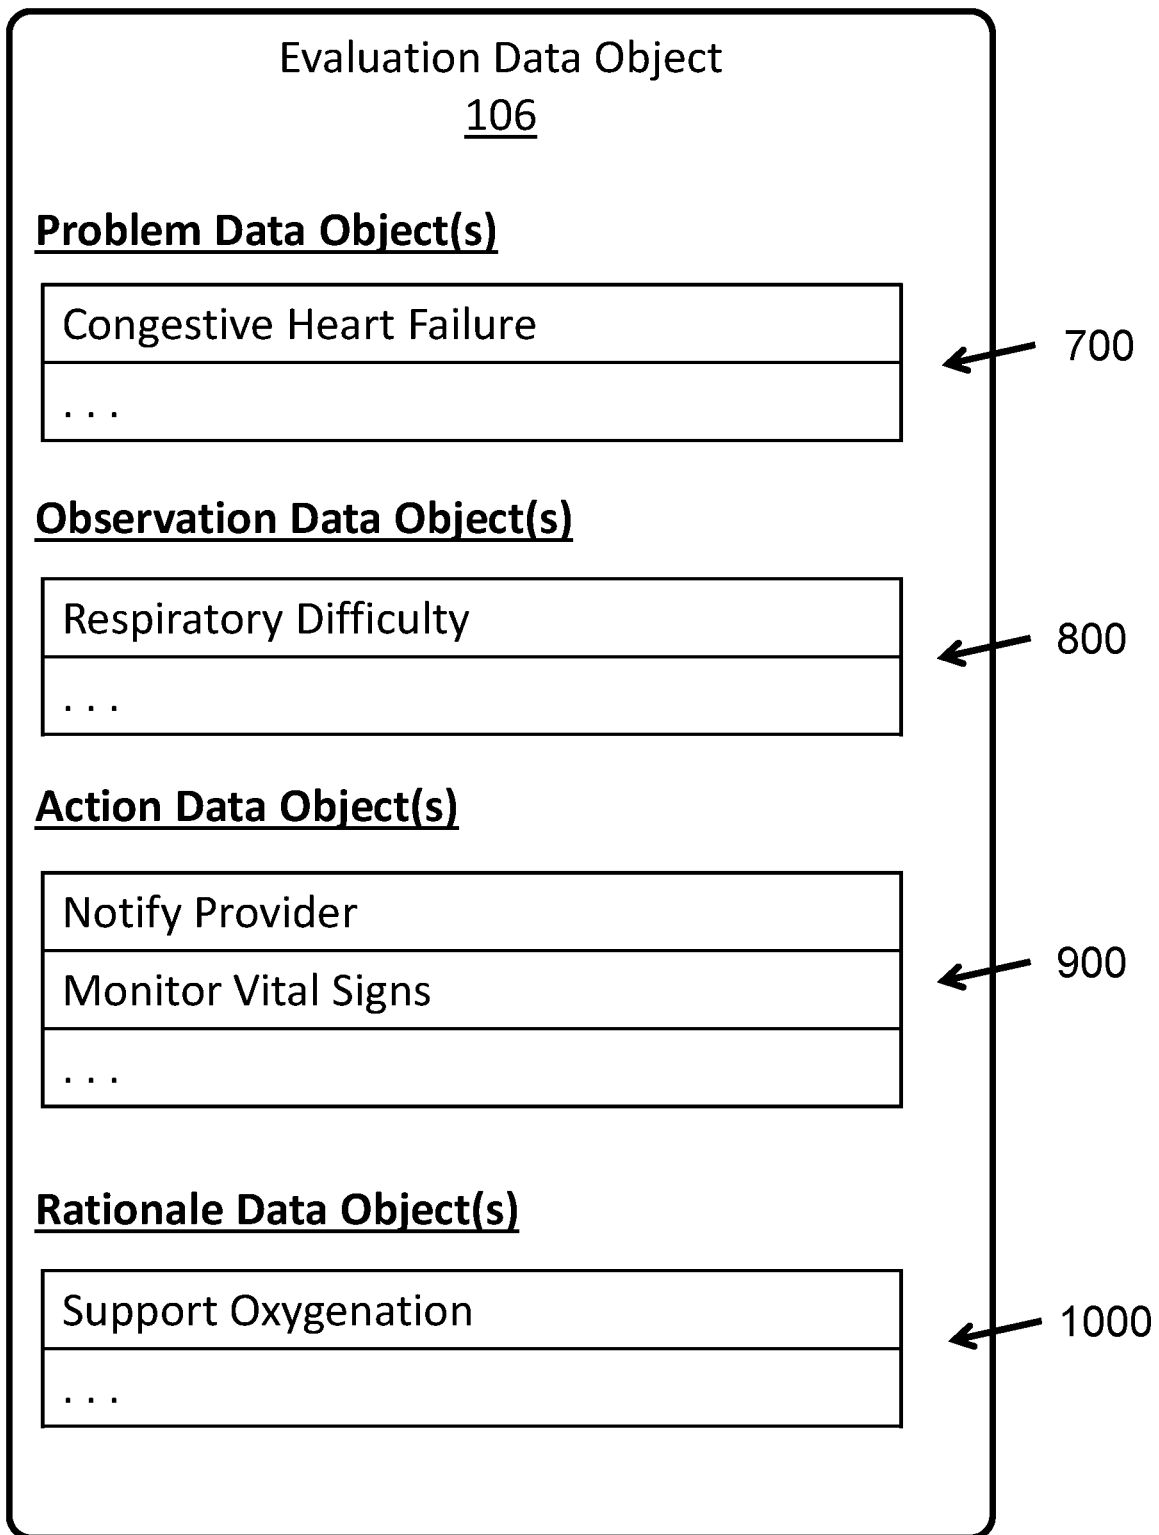 Evaluation Data Object
106
Problem Data Object(s)
Congestive Heart Failure
700
. . .
Observation Data Object(s)
Respiratory Difficulty
800
. . .
Action Data Object(s)
Notify Provider
900
Monitor Vital Signs
. . .
Rationale Data Object(s)
Support Oxygenation
1000
. . .